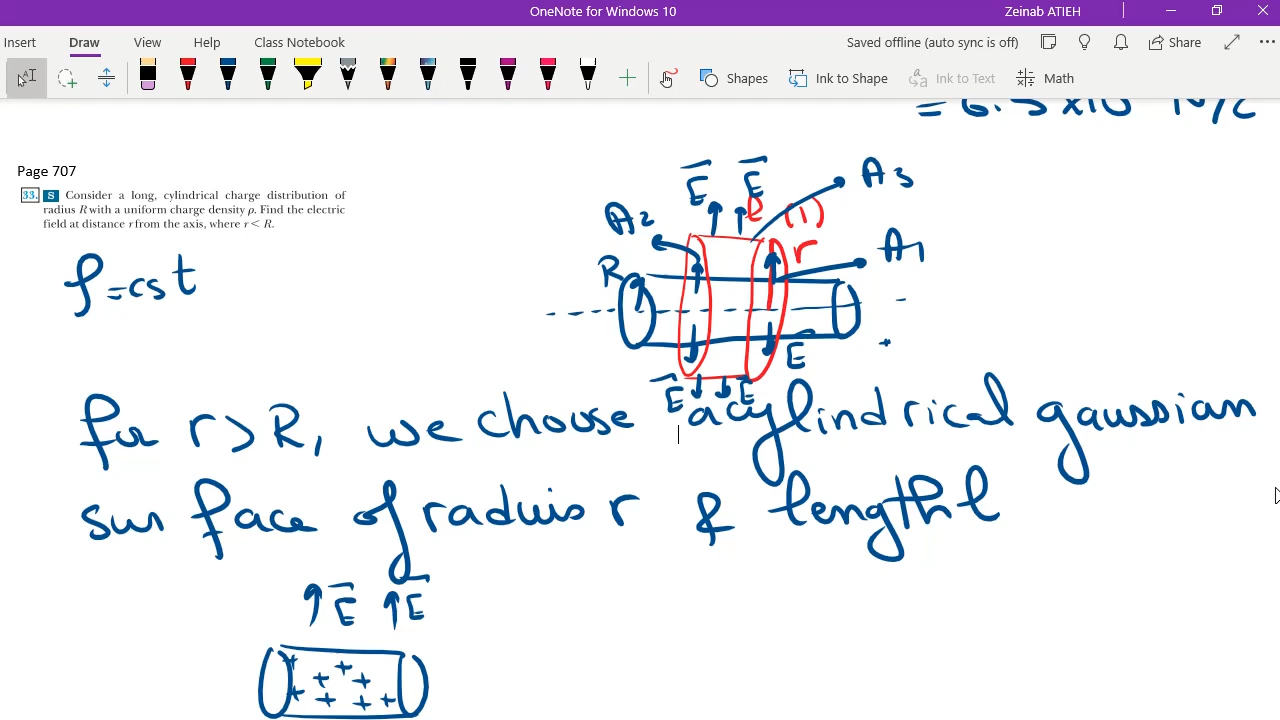 OneNote for Windows 10
Zeinab ATIEH
Insert
Draw
View
Help
Class Notebook
Saved offline (auto sync is off)
Share
Shapes
Ink to Shape
Ink to Text
Math
Page 707
33. S Consider a long, cylindrical charge distribution of
radius R with a uniform charge density ρ. Find the electric
field at distance r from the axis, where r < R.
ρ=cst
E
E
A3
l
(1)
A2
r
A1
R
E
E
E
for r > R, we choose a cylindrical gaussian
surface of raduis r & length l
E
E
+ + + + + + + +